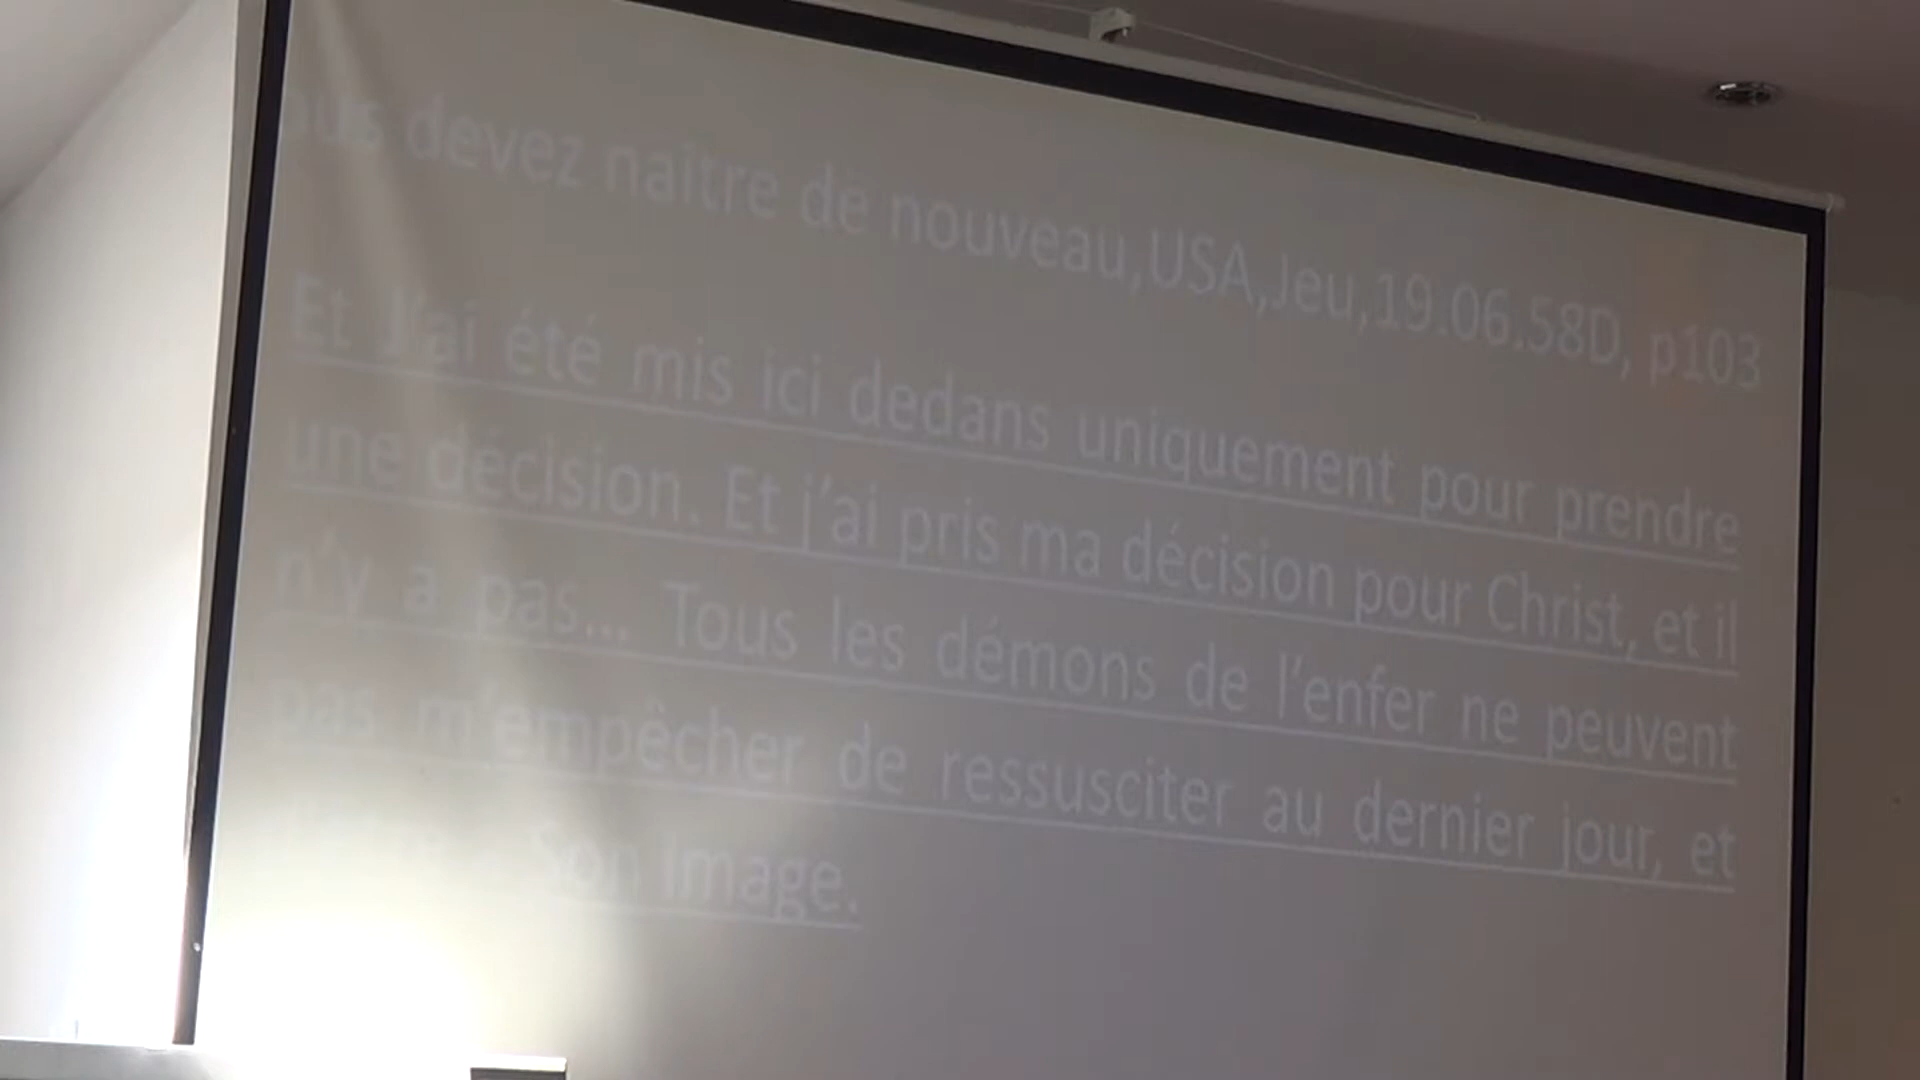 devez naître de nouveau,USA,Jeu,19.06.58D, p103
Et J'ai été mis ici dedans uniquement pour prendre
une décision. Et j'ai pris ma décision pour Christ, et il
n'y a pas... Tous les démons de l'enfer ne peuvent
pas m'empêcher de ressusciter au dernier jour, et
Son Image.